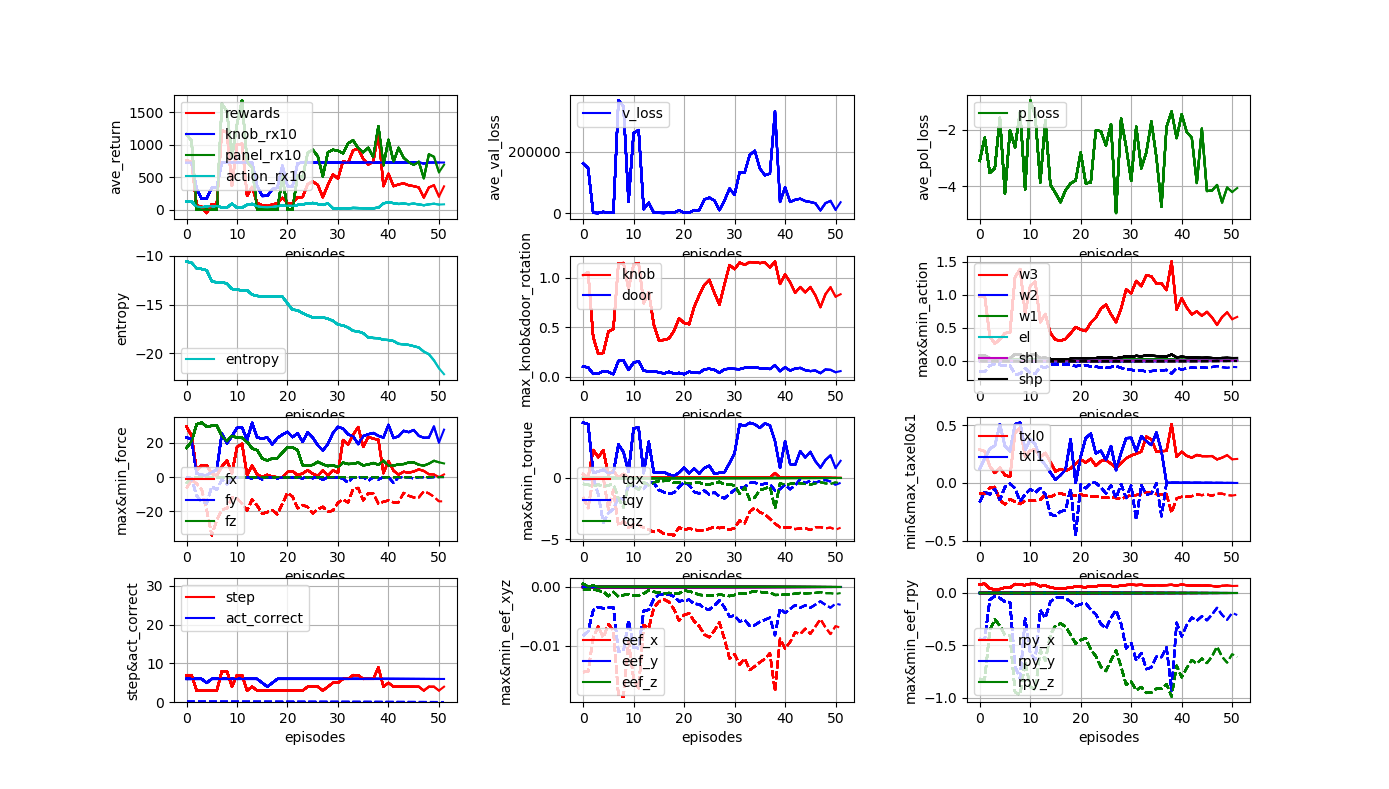 ave_return
1500
1000
500
0
rewards
knob_rx10
panel_rx10
action_rx10
0 10 20 30 40 50
episodes
ave_val_loss
200000
0
v_loss
0 10 20 30 40 50
ave_pol_loss
−2
−4
p_loss
0 10 20 30 40 50
episodes
entropy
−10
−15
−20
entropy
0 10 20 30 40 50
episodes
max_knob&door_rotation
1.0
0.5
0.0
knob
door
0 10 20 30 40 50
episodes
max&min_action
1.5
1.0
0.5
0.0
w3
w2
w1
el
shl
shp
0 10 20 30 40 50
episodes
max&min_force
20
0
−20
fx
fy
fz
0 10 20 30 40 50
episodes
max&min_torque
0
−5
tqx
tqy
tqz
0 10 20 30 40 50
episodes
min&max_taxel0&1
0.5
0.0
−0.5
txl0
txl1
0 10 20 30 40 50
episodes
step&act_correct
30
20
10
0
step
act_correct
0 10 20 30 40 50
episodes
max&min_eef_xyz
0.00
−0.01
eef_x
eef_y
eef_z
0 10 20 30 40 50
episodes
max&min_eef_rpy
0.0
−0.5
−1.0
rpy_x
rpy_y
rpy_z
0 10 20 30 40 50
episodes